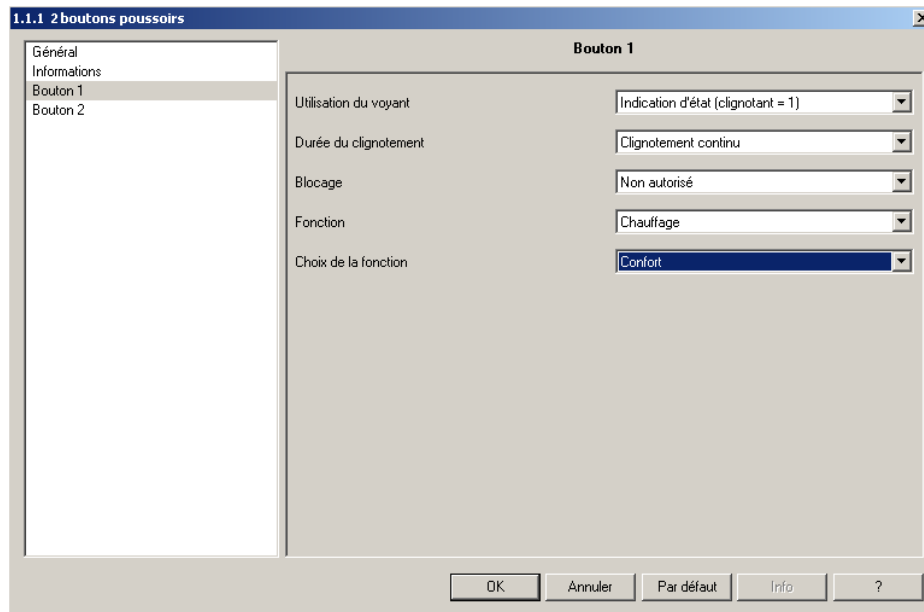 1.1.1 2 boutons poussoirs
Général
Informations
Bouton 1
Bouton 2
Bouton 1
Utilisation du voyant
Indication d'état (clignotant = 1)
Durée du clignotement
Clignotement continu
Blocage
Non autorisé
Fonction
Chauffage
Choix de la fonction
Confort
OK
Annuler
Par défaut
Info
?